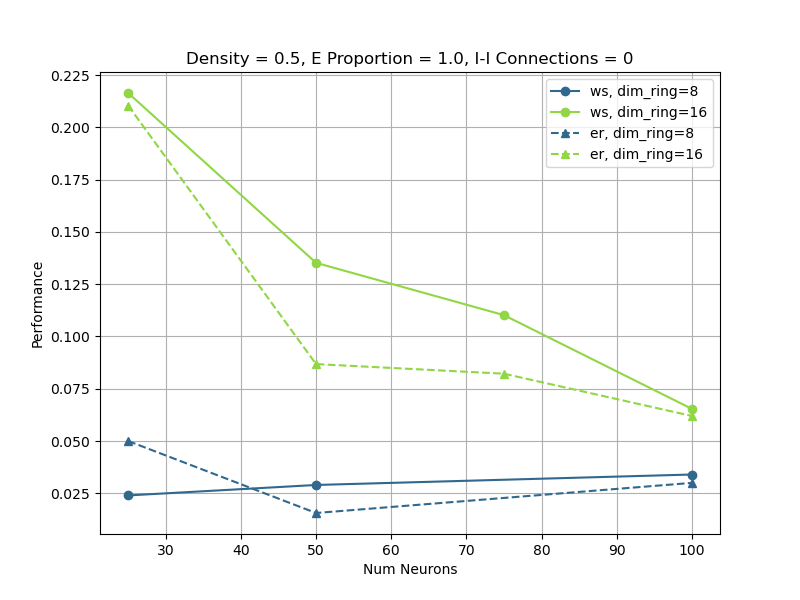 Density = 0.5, E Proportion = 1.0, I-I Connections = 0
ws, dim_ring=8
ws, dim_ring=16
er, dim_ring=8
er, dim_ring=16
Performance
0.225
0.200
0.175
0.150
0.125
0.100
0.075
0.050
0.025
30 40 50 60 70 80 90 100
Num Neurons